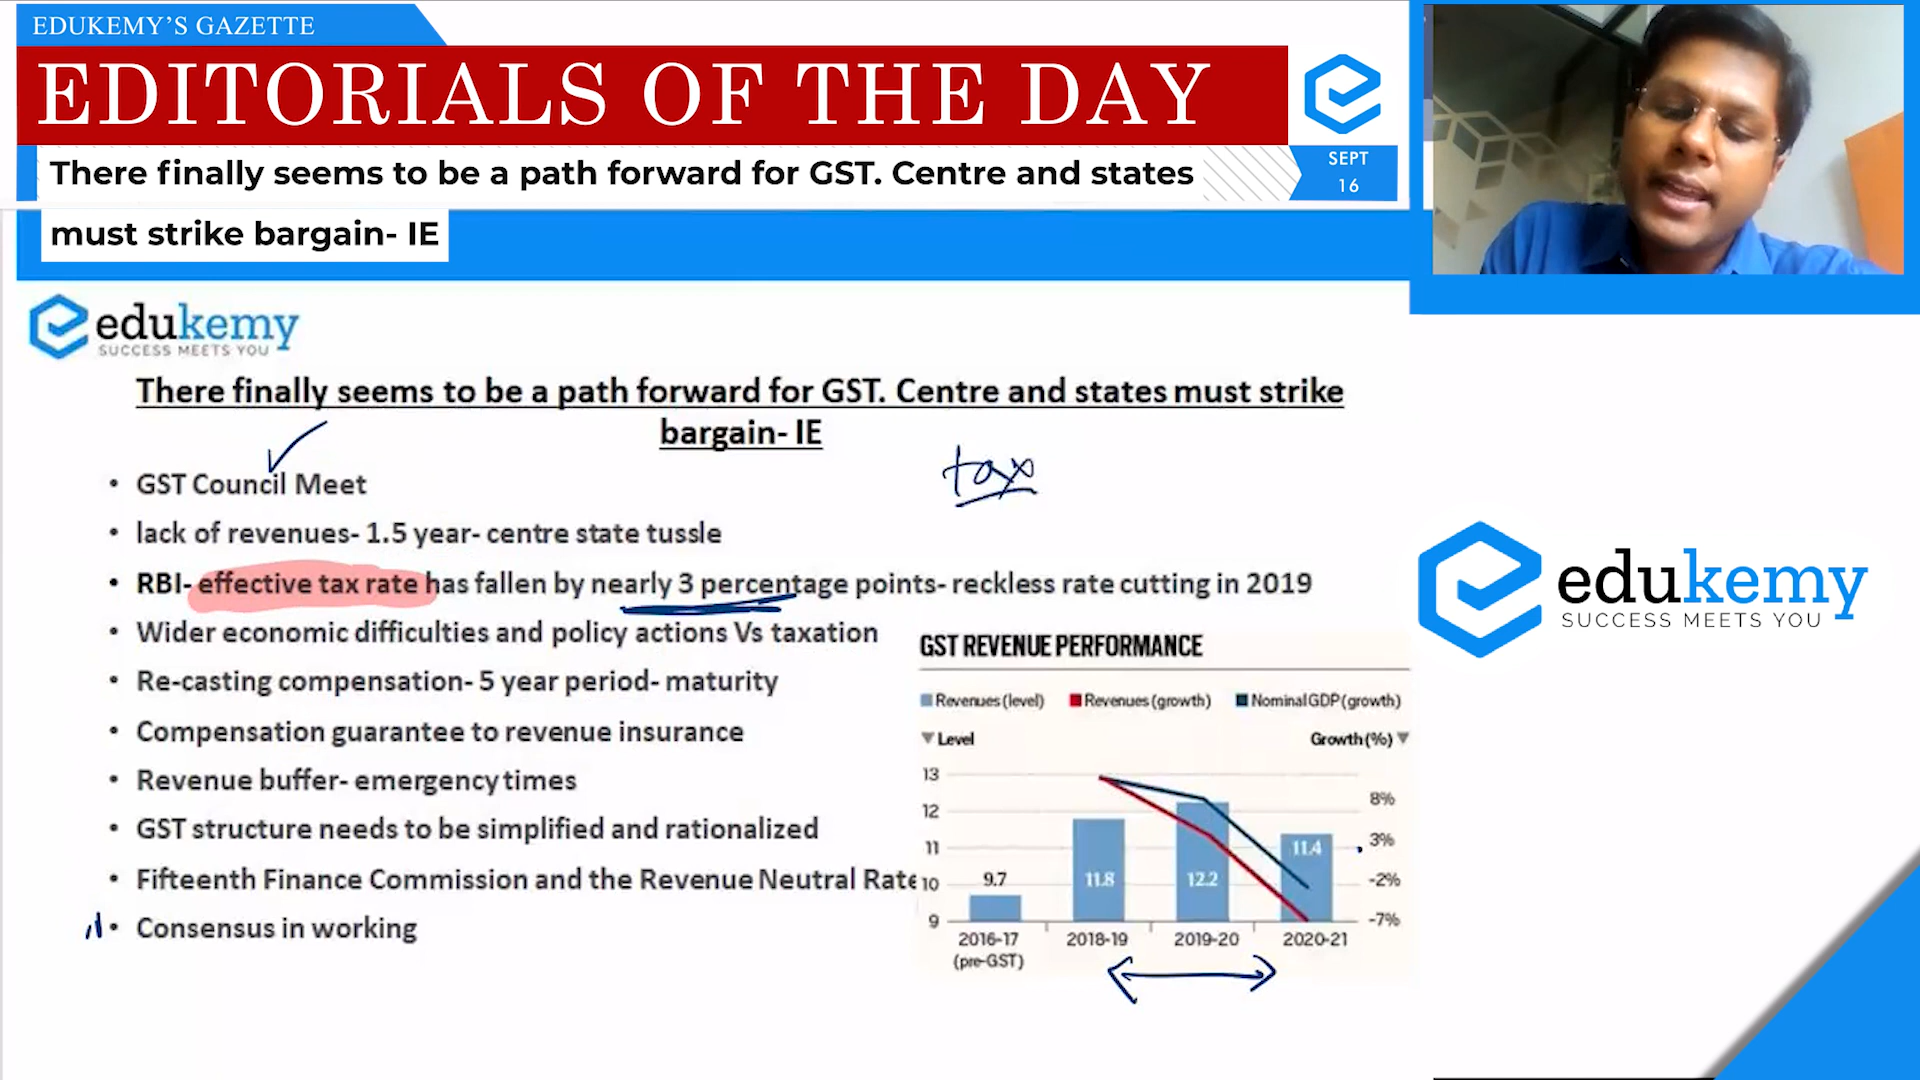 EDUKEMY'S GAZETTE
EDITORIALS OF THE DAY
There finally seems to be a path forward for GST. Centre and states
must strike bargain- IE
SEPT
16
edukemy
SUCCESS MEETS YOU
There finally seems to be a path forward for GST. Centre and states must strike
bargain- IE
tax
• GST Council Meet
• lack of revenues- 1.5 year- centre state tussle
• RBI- effective tax rate has fallen by nearly 3 percentage points- reckless rate cutting in 2019
• Wider economic difficulties and policy actions Vs taxation
• Re-casting compensation- 5 year period- maturity
• Compensation guarantee to revenue insurance
• Revenue buffer- emergency times
• GST structure needs to be simplified and rationalized
• Fifteenth Finance Commission and the Revenue Neutral Rate
• Consensus in working
GST REVENUE PERFORMANCE
Revenues (level) Revenues (growth) Nominal GDP (growth)
Level Growth (%)
13
12
11
10
9
8%
3%
-2%
-7%
9.7
11.8
12.2
11.4
2016-17 2018-19 2019-20 2020-21
(pre-GST)
edukemy
SUCCESS MEETS YOU